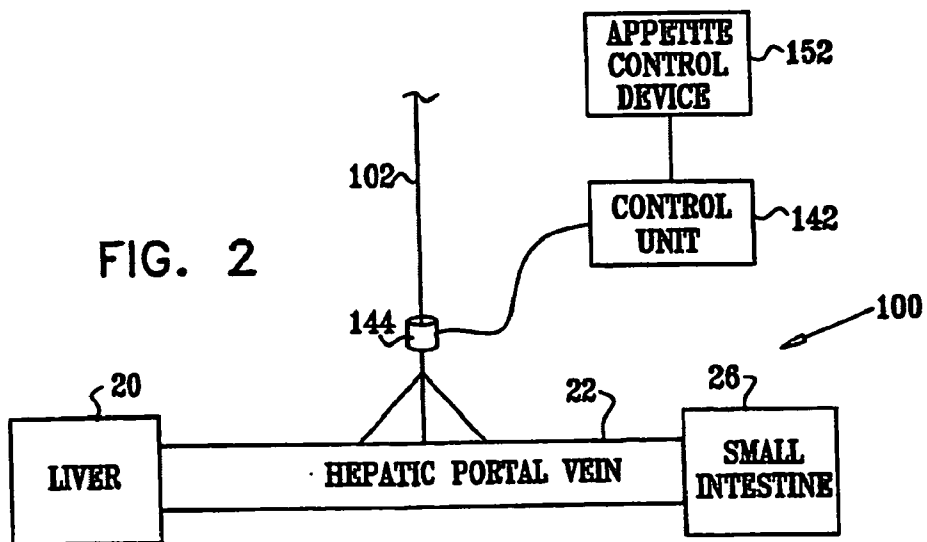 APPETITE
CONTROL
DEVICE
152
102
CONTROL
UNIT
142
FIG. 2
144
100
20
22
26
LIVER
HEPATIC PORTAL VEIN
SMALL
INTESTINE